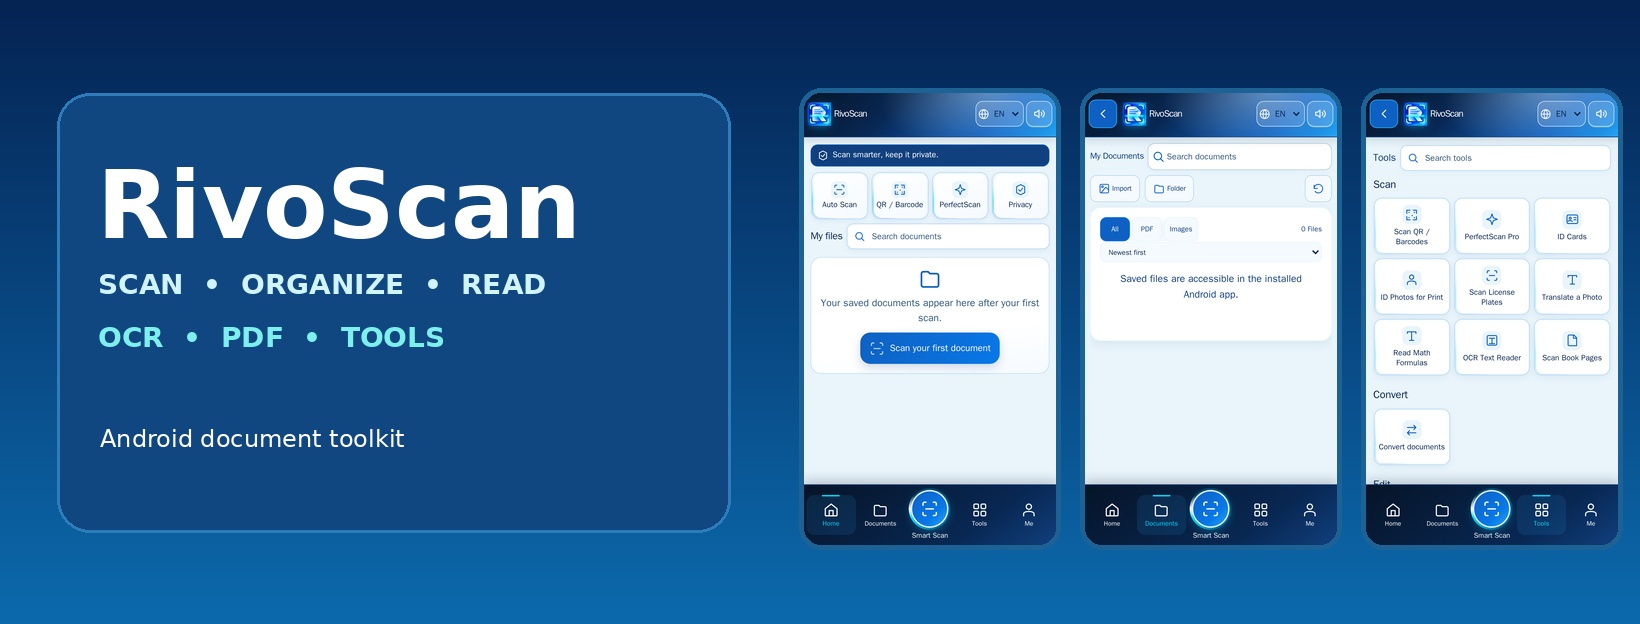 RivoScan
SCAN • ORGANIZE • READ
OCR • PDF • TOOLS
Android document toolkit
RivoScan
EN
Scan smarter, keep it private.
Auto Scan
QR / Barcode
PerfectScan
Privacy
My files
Search documents
Your saved documents appear here after your first
scan.
Scan your first document
Home
Documents
Smart Scan
Tools
Me
RivoScan
EN
My Documents
Search documents
Import
Folder
All
PDF
Images
0 Files
Newest first
Saved files are accessible in the installed
Android app.
Home
Documents
Smart Scan
Tools
Me
RivoScan
EN
Tools
Search tools
Scan
Scan QR /
Barcodes
PerfectScan Pro
ID Cards
ID Photos for Print
Scan License
Plates
Translate a Photo
Read Math
Formulas
OCR Text Reader
Scan Book Pages
Convert
Convert documents
Edit
Home
Documents
Smart Scan
Tools
Me